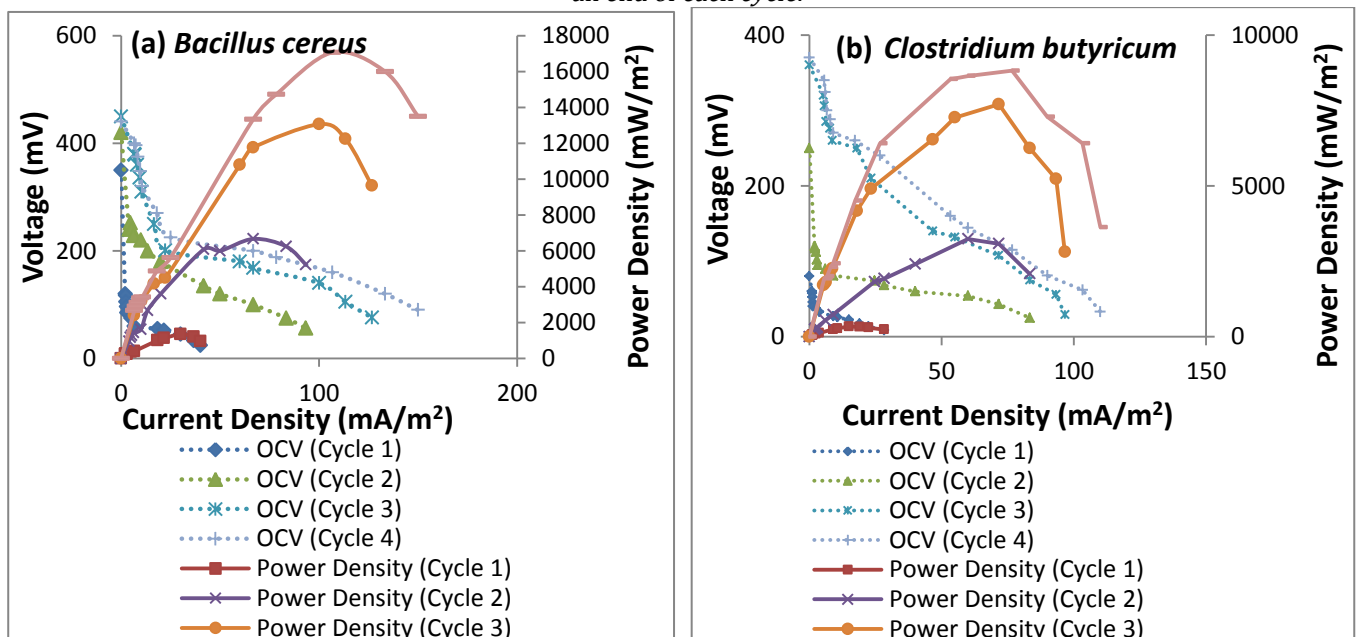 an end of each cycle.
(a) Bacillus cereus
600
400
200
0
Voltage (mV)
18000
16000
14000
12000
10000
8000
6000
4000
2000
0
Power Density (mW/m²)
0
100
200
Current Density (mA/m²)
OCV (Cycle 1)
OCV (Cycle 2)
OCV (Cycle 3)
OCV (Cycle 4)
Power Density (Cycle 1)
Power Density (Cycle 2)
Power Density (Cycle 3)
(b) Clostridium butyricum
400
200
0
Voltage (mV)
10000
5000
0
Power Density (mW/m²)
0
50
100
150
Current Density (mA/m²)
OCV (Cycle 1)
OCV (Cycle 2)
OCV (Cycle 3)
OCV (Cycle 4)
Power Density (Cycle 1)
Power Density (Cycle 2)
Power Density (Cycle 3)